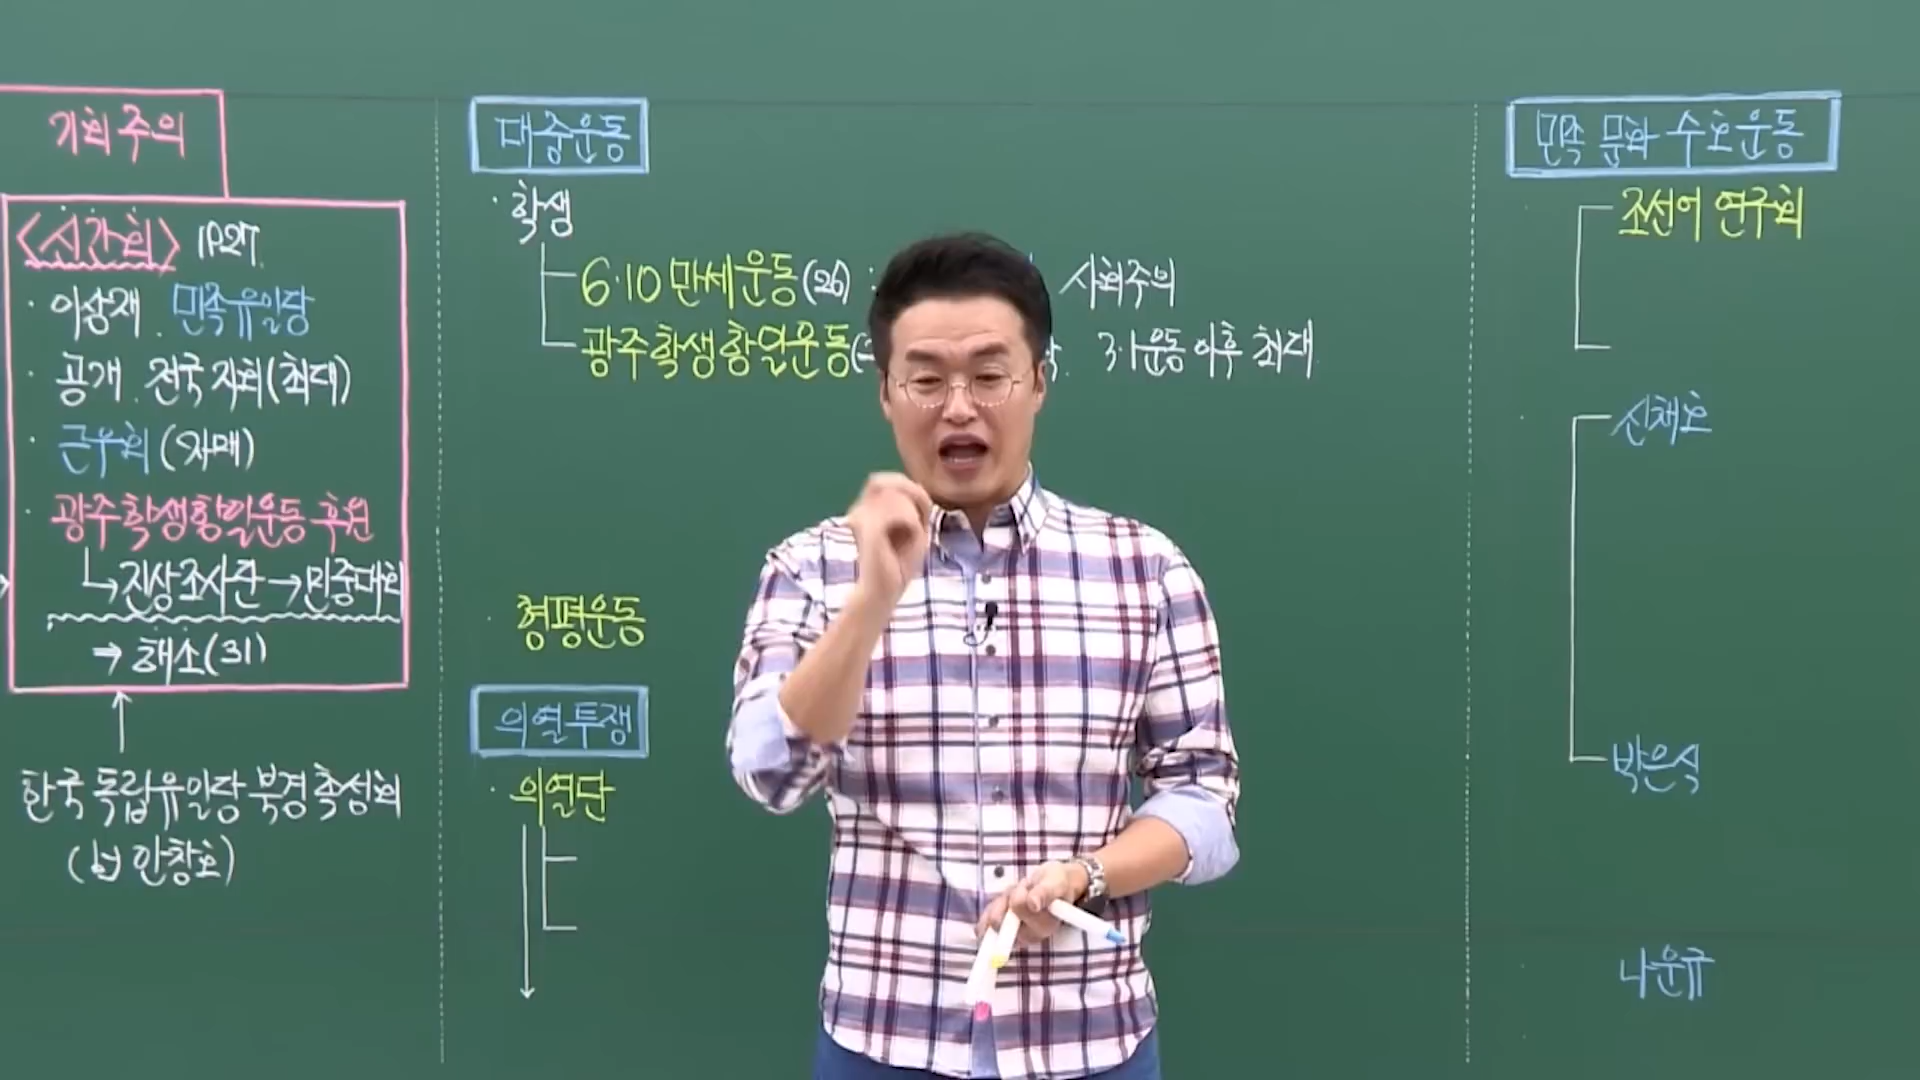 기회주의
<신간회> 1927.
· 이상재. 민족유일당
· 공개. 전국 지회(최대)
· 근우회 (자매)
· 광주학생항일운동 후원
↳ 진상조사단 → 민중대회
⇒ 해소(31)
한국독립유일당 북경촉성회
안창호)
대중운동
· 학생
6·10 만세운동(26) : 사회주의
광주학생항일운동( 3·1운동 이후 최대.
· 형평운동
의열투쟁
· 의열단
민족 문화 수호운동
조선어 연구회
신채호
박은식
나운규